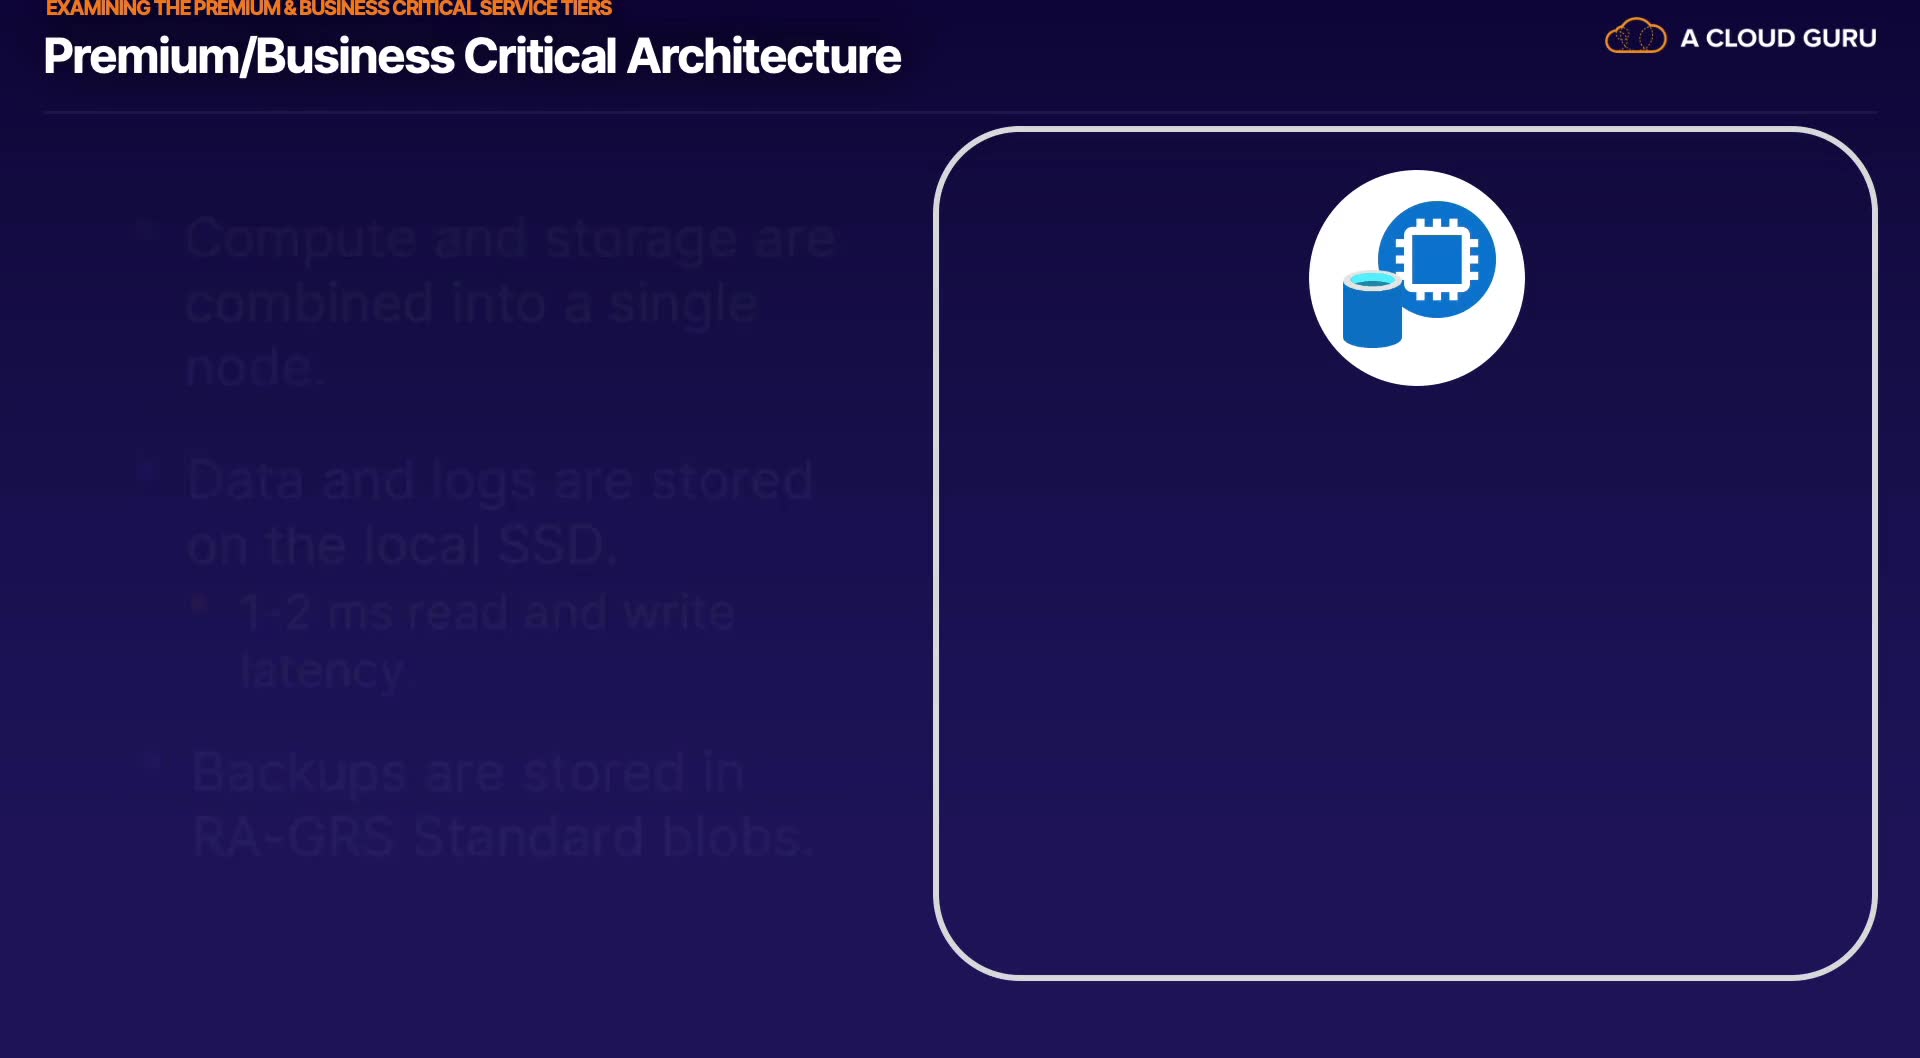 EXAMINING THE PREMIUM & BUSINESS CRITICAL SERVICE TIERS
Premium/Business Critical Architecture
A CLOUD GURU
Compute and storage are
combined into a single
node.
Data and logs are stored
on the local SSD.
1-2 ms read and write
latency.
Backups are stored in
RA-GRS Standard blobs.